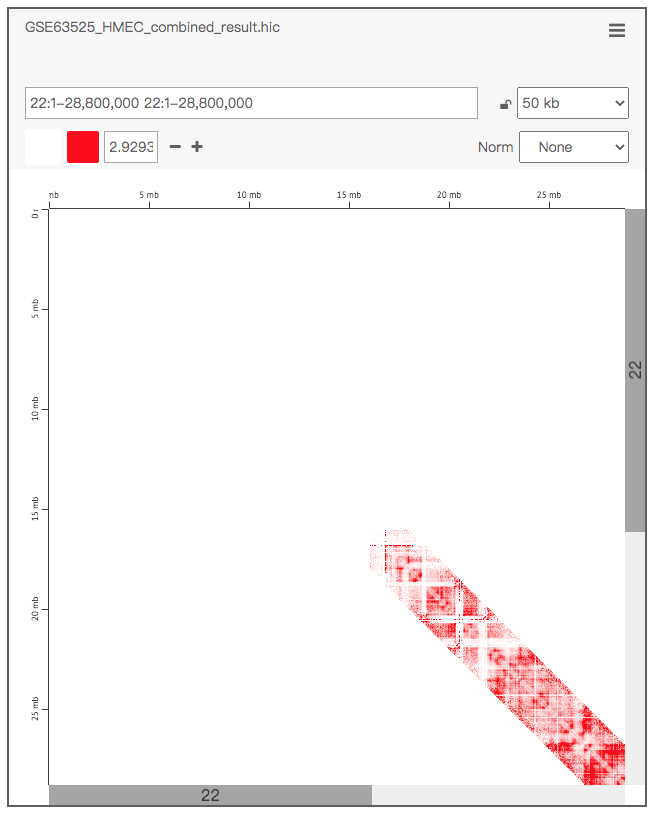 GSE63525_HMEC_combined_result.hic
22:1-28,800,000 22:1-28,800,000
50 kb
2.9293
Norm
None
mb
5 mb
10 mb
15 mb
20 mb
25 mb
0
5 mb
10 mb
15 mb
20 mb
25 mb
22
22